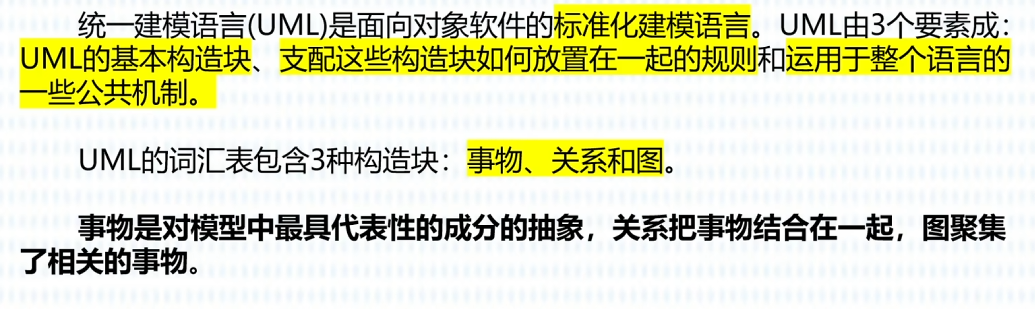 统一建模语言(UML)是面向对象软件的标准化建模语言。UML由3个要素成：
UML的基本构造块、支配这些构造块如何放置在一起的规则和运用于整个语言的
一些公共机制。
UML的词汇表包含3种构造块：事物、关系和图。
事物是对模型中最具代表性的成分的抽象，关系把事物结合在一起，图聚集
了相关的事物。